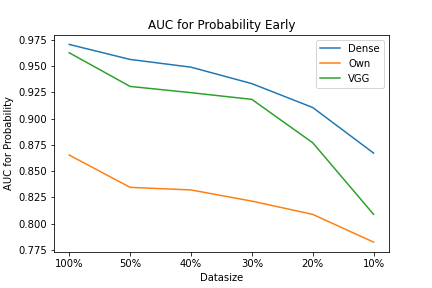 AUC for Probability Early
0.975
0.950
0.925
0.900
0.875
0.850
0.825
0.800
0.775
AUC for Probability
Dense
Own
VGG
100% 50% 40% 30% 20% 10%
Datasize